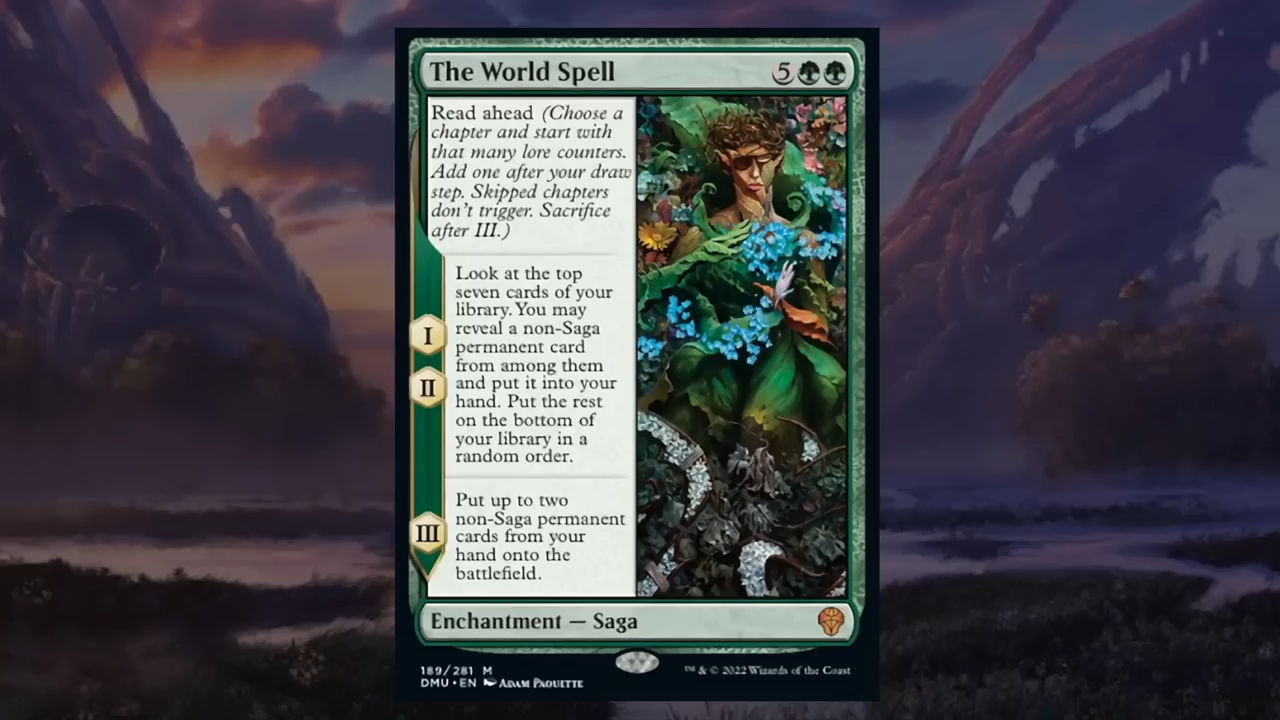 The World Spell 5
Read ahead (Choose a
chapter and start with
that many lore counters.
Add one after your draw
step. Skipped chapters
don't trigger. Sacrifice
after III.)
I
II
Look at the top
seven cards of your
library. You may
reveal a non-Saga
permanent card
from among them
and put it into your
hand. Put the rest
on the bottom of
your library in a
random order.
III
Put up to two
non-Saga permanent
cards from your
hand onto the
battlefield.
Enchantment — Saga
189/281 M
DMU • EN Adam Paquette
™ & © 2022 Wizards of the Coast